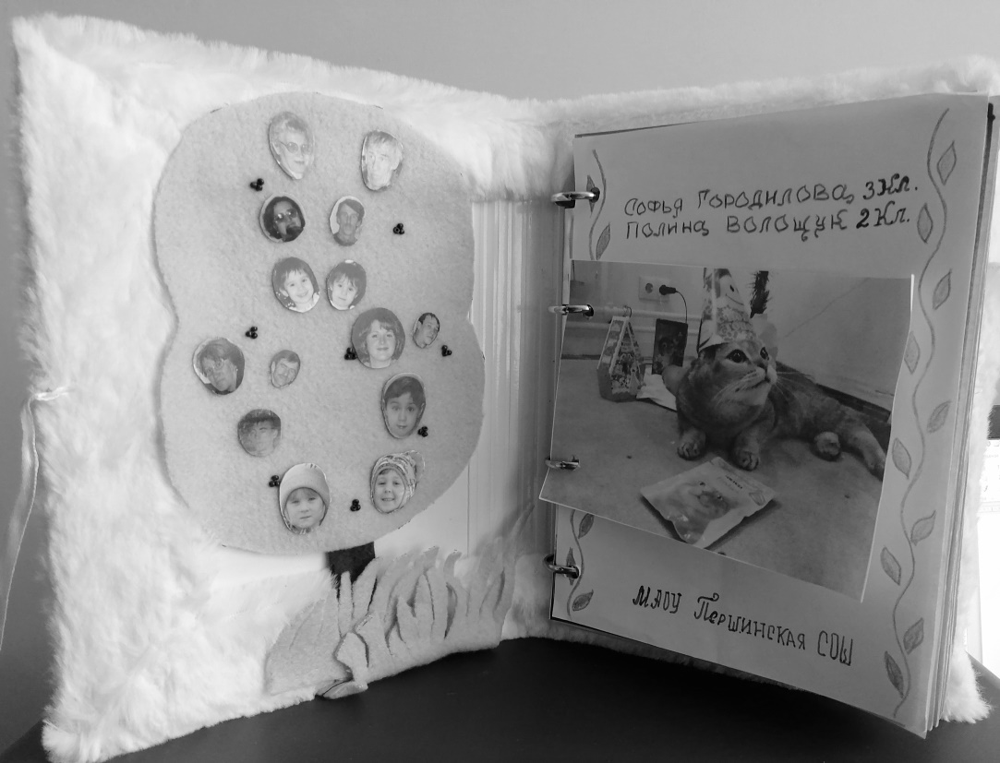 Софья Городилова, 3 кл.
Полина Волощук 2 кл.
МАОУ Першинская СОШ